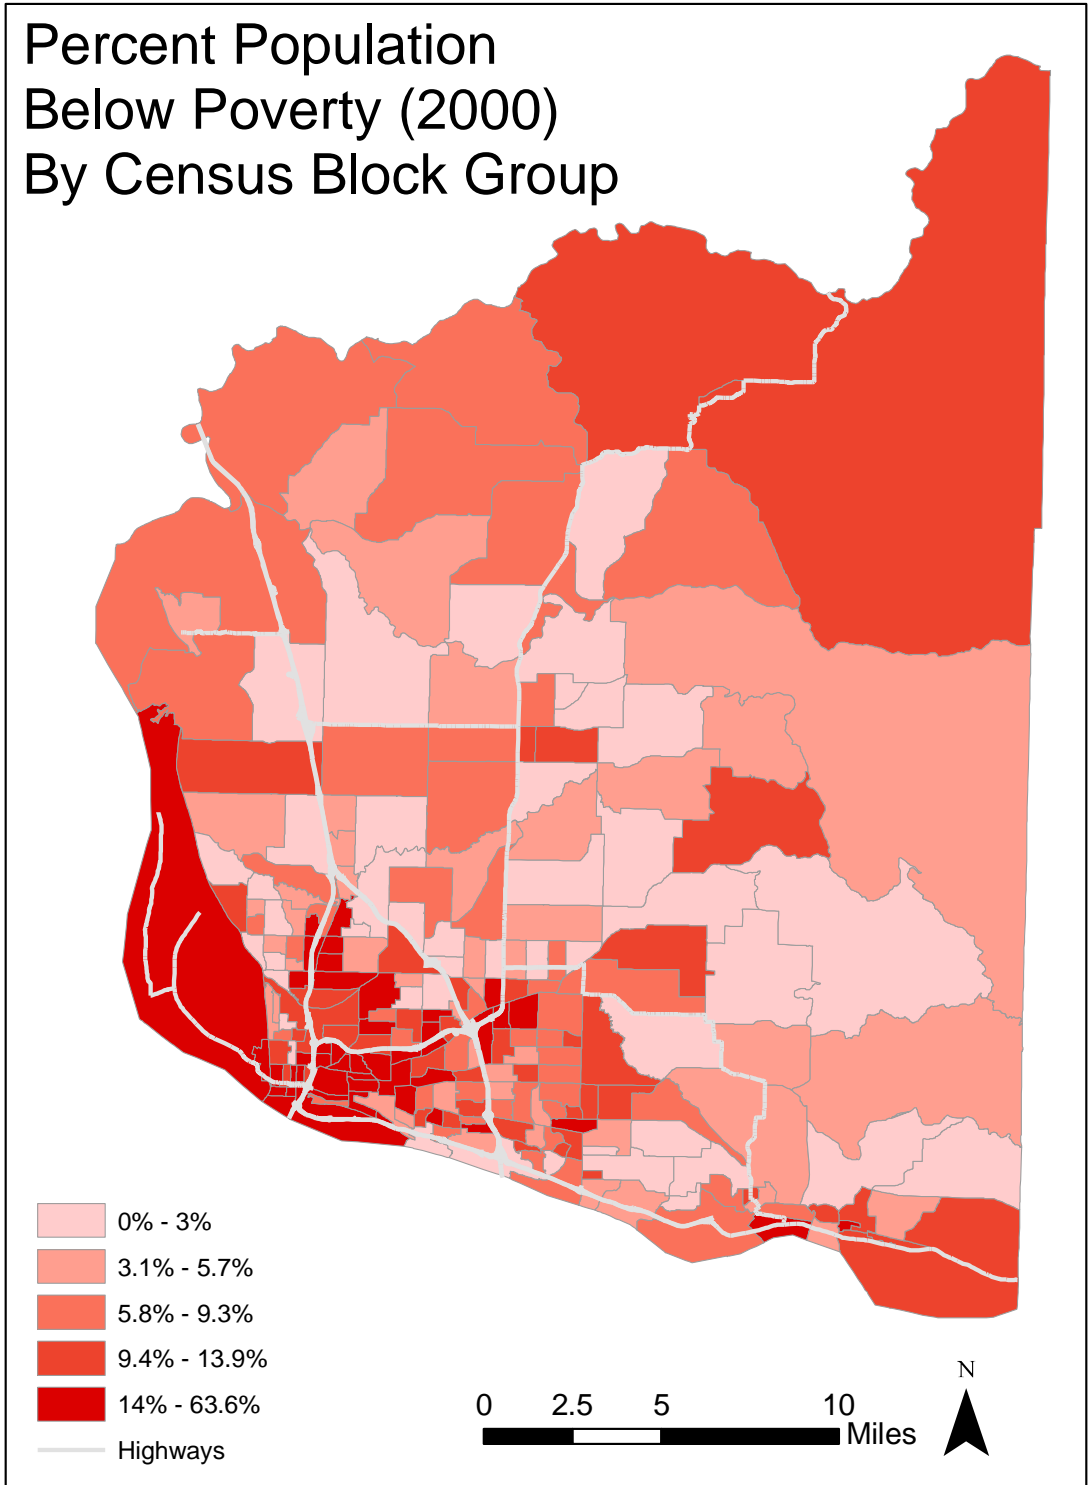 Percent Population
Below Poverty (2000)
By Census Block Group
0% - 3%
3.1% - 5.7%
5.8% - 9.3%
9.4% - 13.9%
14% - 63.6%
Highways
0 2.5 5 10
Miles
N